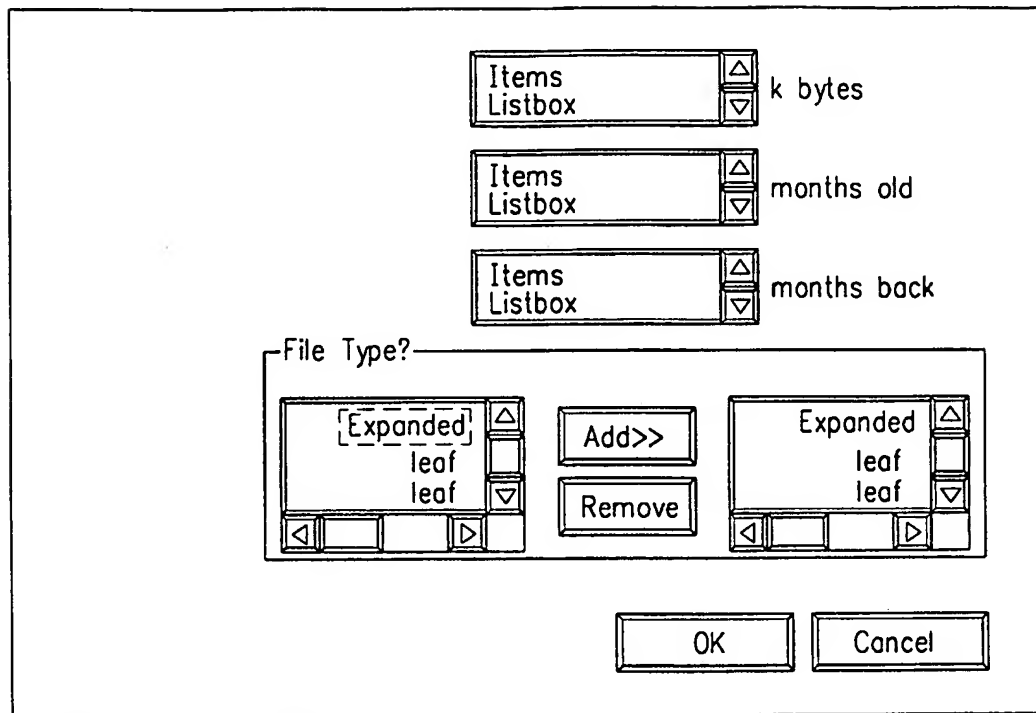 Items
Listbox
k bytes
Items
Listbox
months old
Items
Listbox
months back
File Type?
Expanded
leaf
leaf
Add>>
Remove
Expanded
leaf
leaf
OK
Cancel